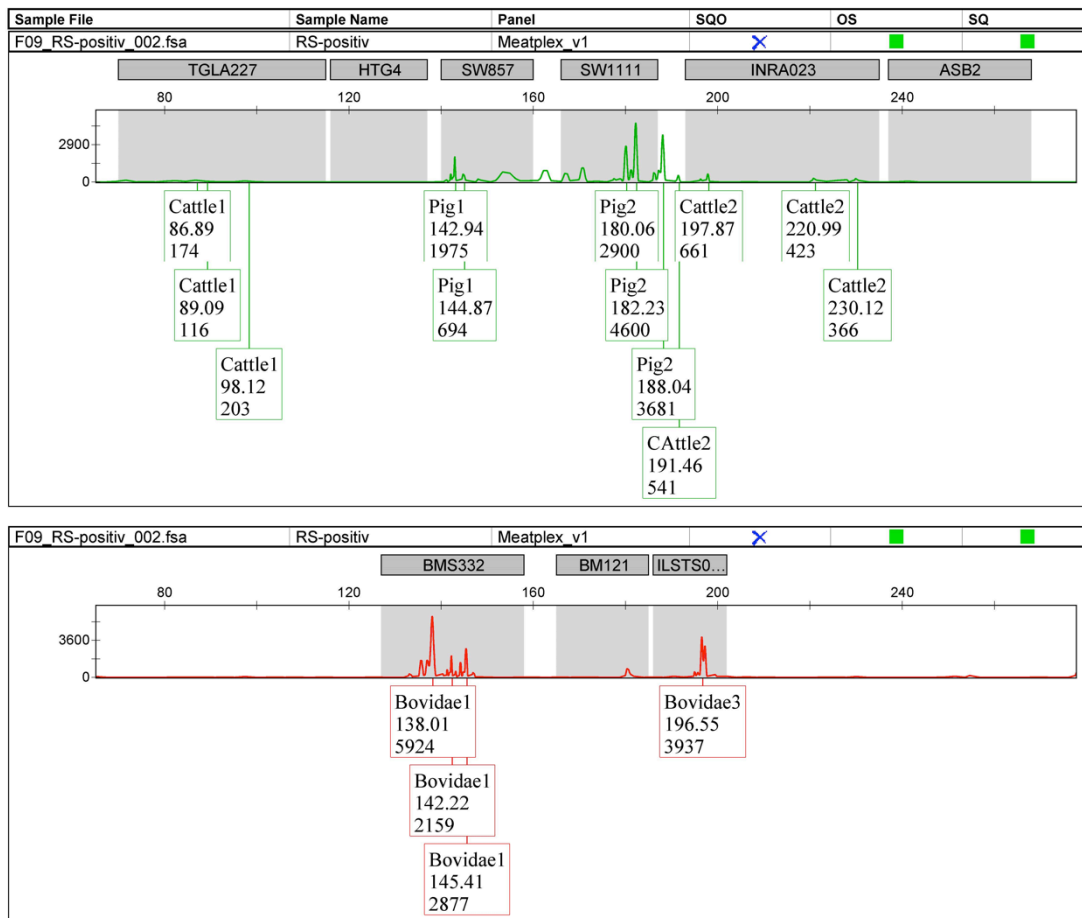 Sample File Sample Name Panel SQO OS SQ
F09_RS-positiv_002.fsa RS-positiv Meatplex_v1
TGLA227 HTG4 SW857 SW1111 INRA023 ASB2
80 120 160 200 240
2900
0
Cattle1 Pig1 Pig2 Cattle2 Cattle2
86.89 142.94 180.06 197.87 220.99
174 1975 2900 661 423
Cattle1 Pig1 Pig2 Cattle2
89.09 144.87 182.23 230.12
116 694 4600 366
Cattle1 Pig2
98.12 188.04
203 3681
CAttle2
191.46
541
F09_RS-positiv_002.fsa RS-positiv Meatplex_v1
BMS332 BM121 ILSTS0...
80 120 160 200 240
3600
0
Bovidae1 Bovidae3
138.01 196.55
5924 3937
Bovidae1
142.22
2159
Bovidae1
145.41
2877